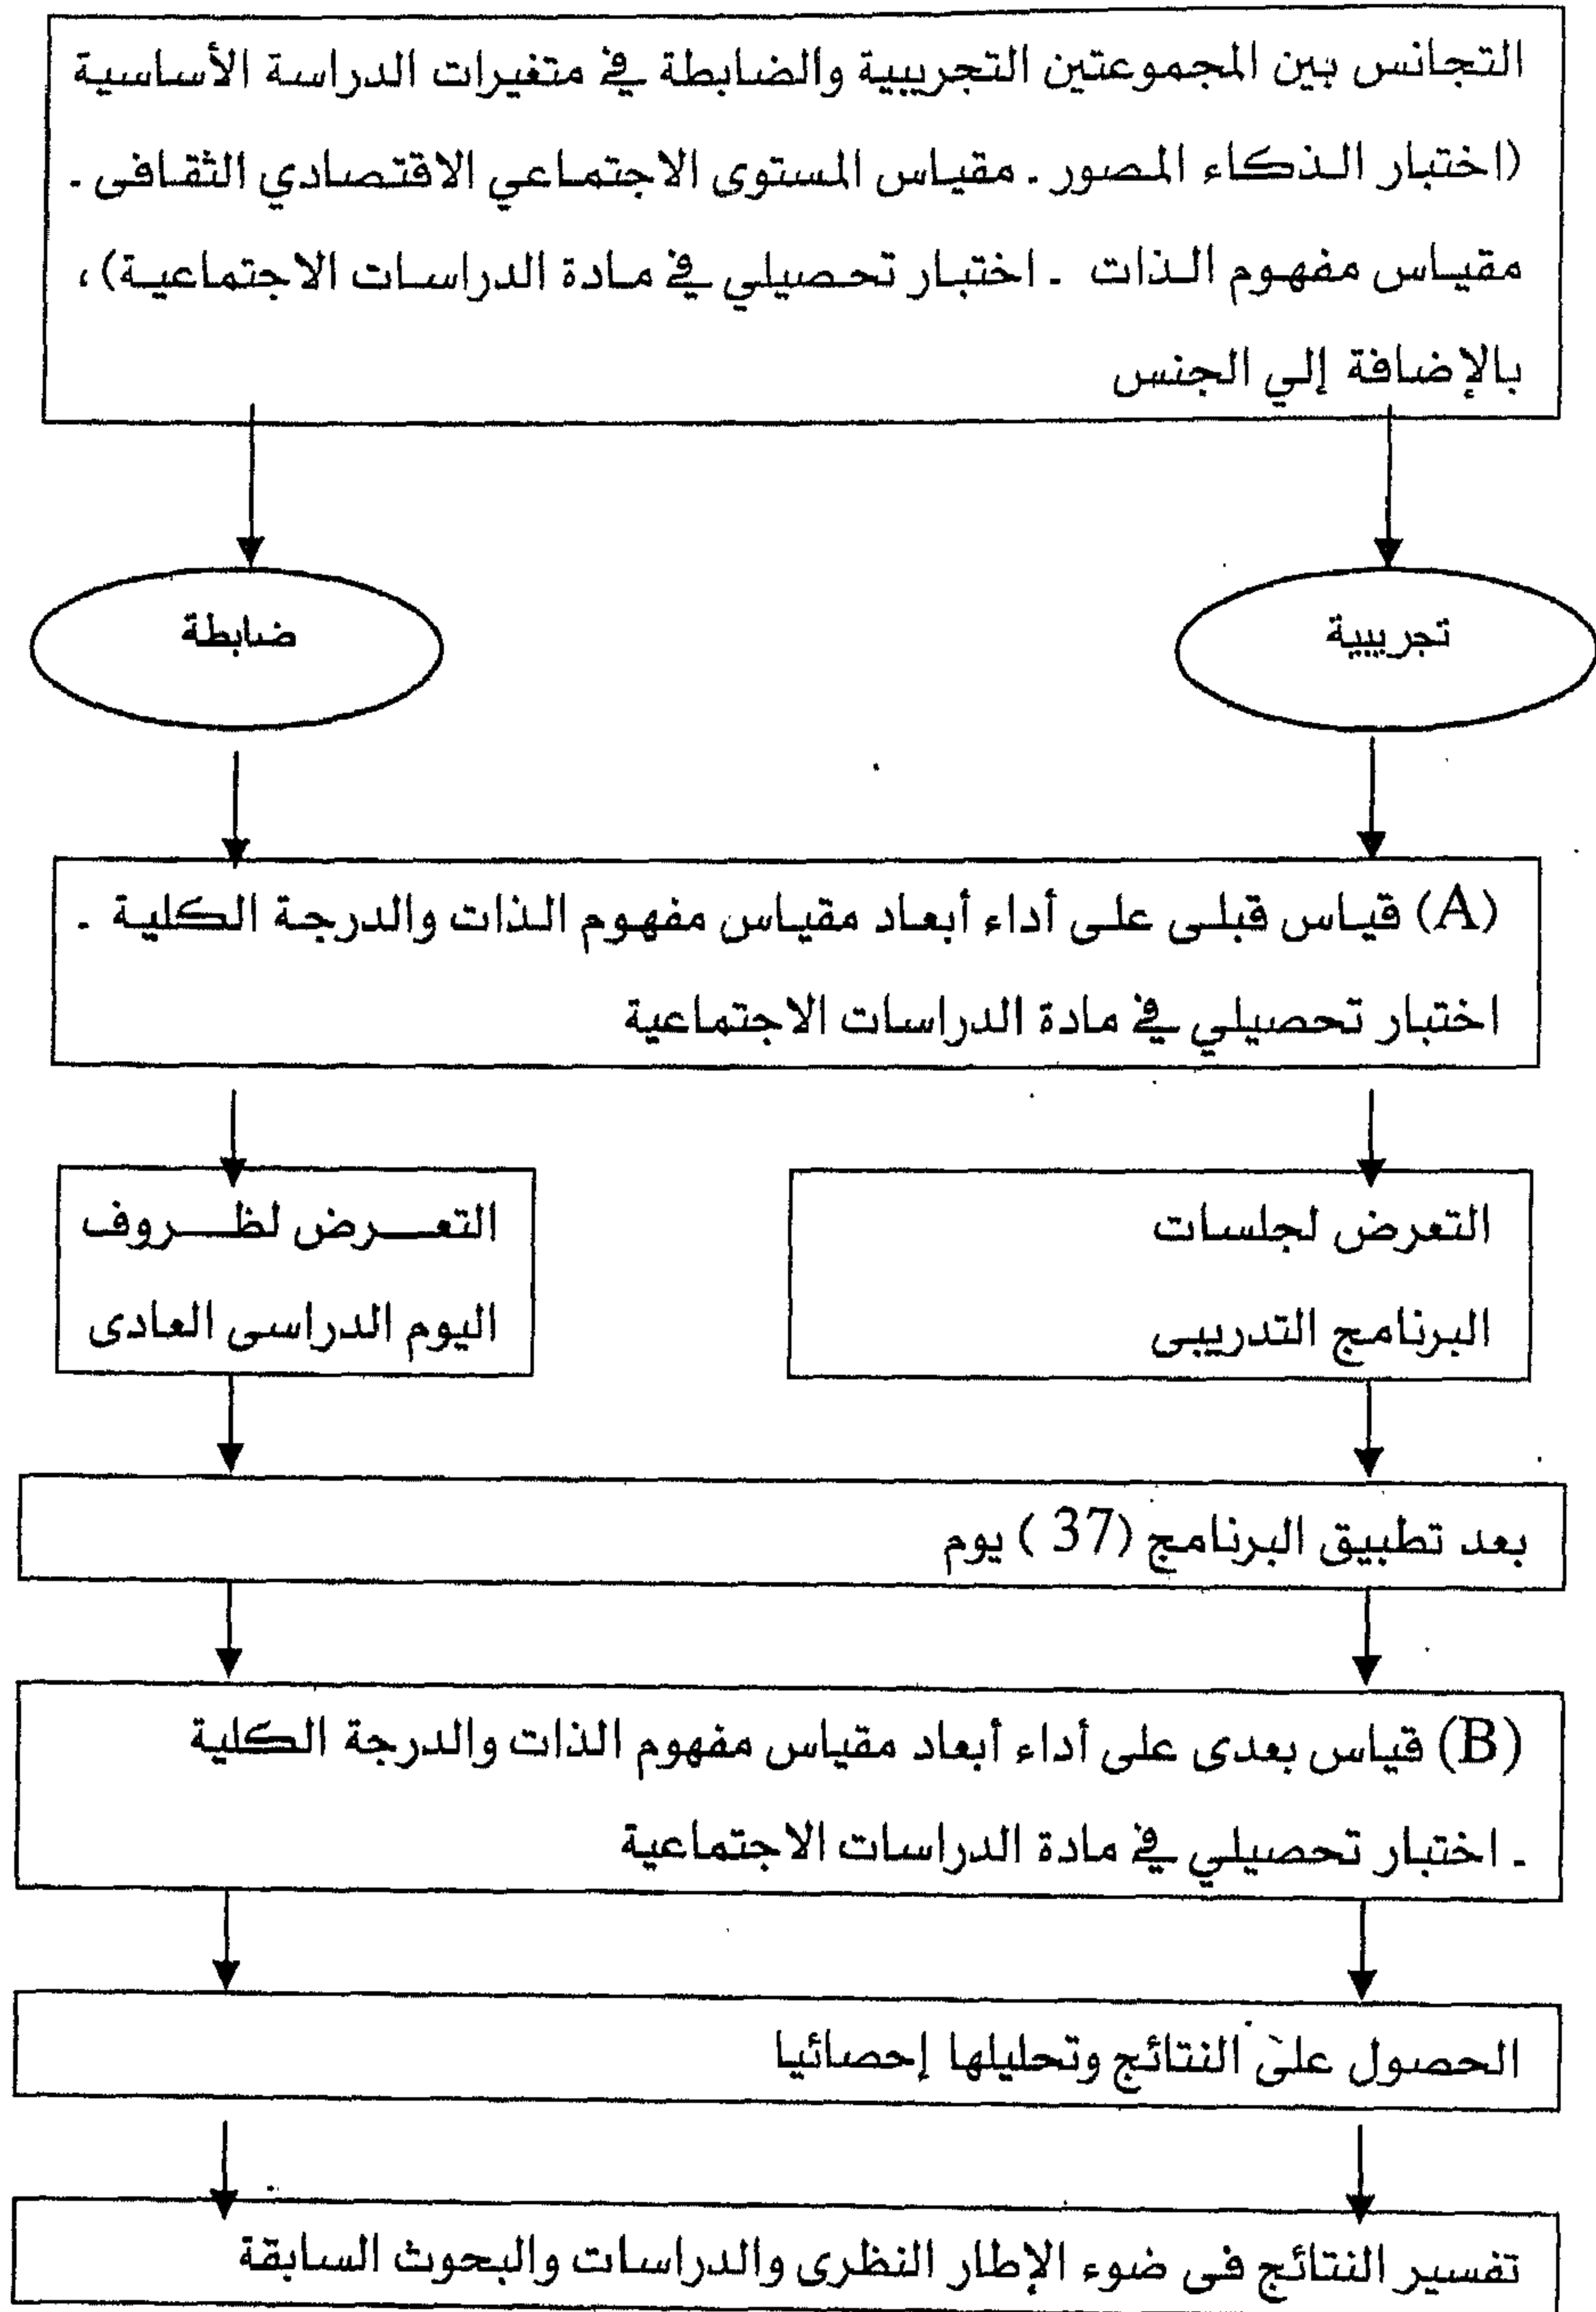 التجانس بين المجموعتين التجريبية والضابطة في متغيرات الدراسة الأساسية
(اختبار الذكاء المصور ـ مقياس المستوى الاجتماعي الاقتصادي الثقافى ـ
مقياس مفهوم الذات ـ اختبار تحصيلي في مادة الدراسات الاجتماعية)،
بالإضافة إلي الجنس
تجريبية
ضابطة
(A) قياس قبلى على أداء أبعاد مقياس مفهوم الذات والدرجة الكلية ـ
اختبار تحصيلي في مادة الدراسات الاجتماعية
التعرض لجلسات
البرنامج التدريبى
التعرض لظروف
اليوم الدراسى العادى
بعد تطبيق البرنامج (37 ) يوم
(B) قياس بعدى على أداء أبعاد مقياس مفهوم الذات والدرجة الكلية
ـ اختبار تحصيلي في مادة الدراسات الاجتماعية
الحصول على النتائج وتحليلها إحصائيا
تفسير النتائج فى ضوء الإطار النظرى والدراسات والبحوث السابقة